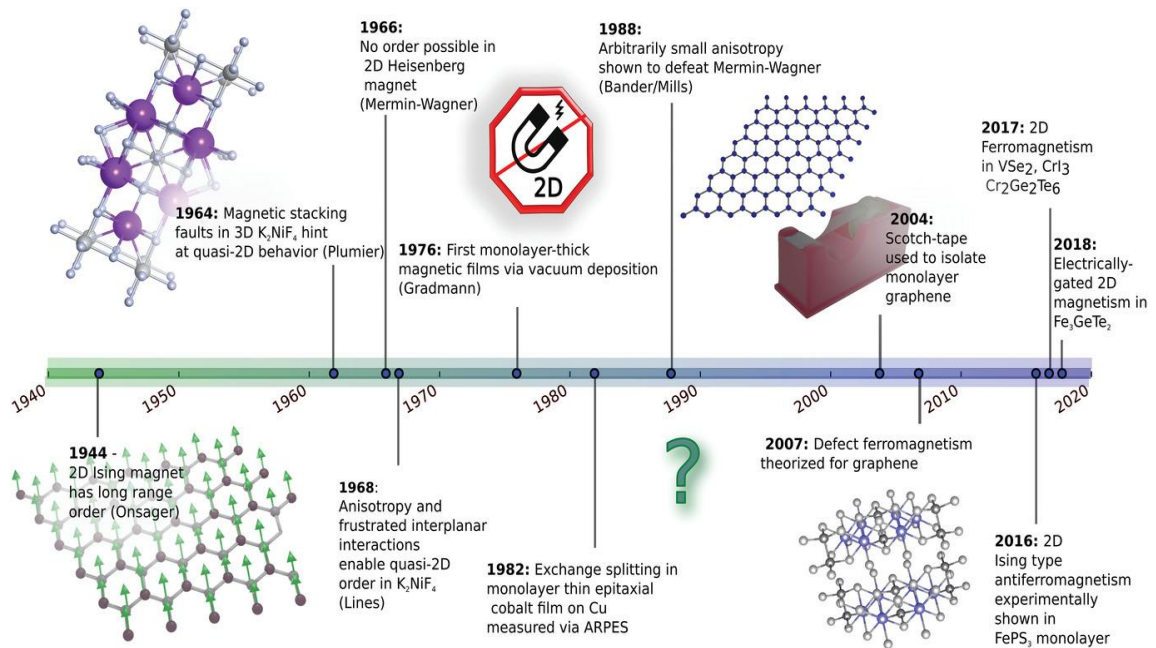 1966:
No order possible in
2D Heisenberg
magnet
(Mermin-Wagner)
1988:
Arbitrarily small anisotropy
shown to defeat Mermin-Wagner
(Bander/Mills)
2D
2017: 2D
Ferromagnetism
in VSe2, CrI3
Cr2Ge2Te6
1964: Magnetic stacking
faults in 3D K₂NiF₄ hint
at quasi-2D behavior (Plumier)
1976: First monolayer-thick
magnetic films via vacuum deposition
(Gradmann)
2004:
Scotch-tape
used to isolate
monolayer
graphene
2018:
Electrically-
gated 2D
magnetism in
Fe₃GeTe₂
1940
1950
1960
1970
1980
1990
2000
2010
2020
1944 -
2D Ising magnet
has long range
order (Onsager)
1968:
Anisotropy and
frustrated interplanar
interactions
enable quasi-2D
order in K₂NiF₄
(Lines)
1982: Exchange splitting in
monolayer thin epitaxial
cobalt film on Cu
measured via ARPES
?
2007: Defect ferromagnetism
theorized for graphene
2016: 2D
Ising type
antiferromagnetism
experimentally
shown in
FePS₃ monolayer